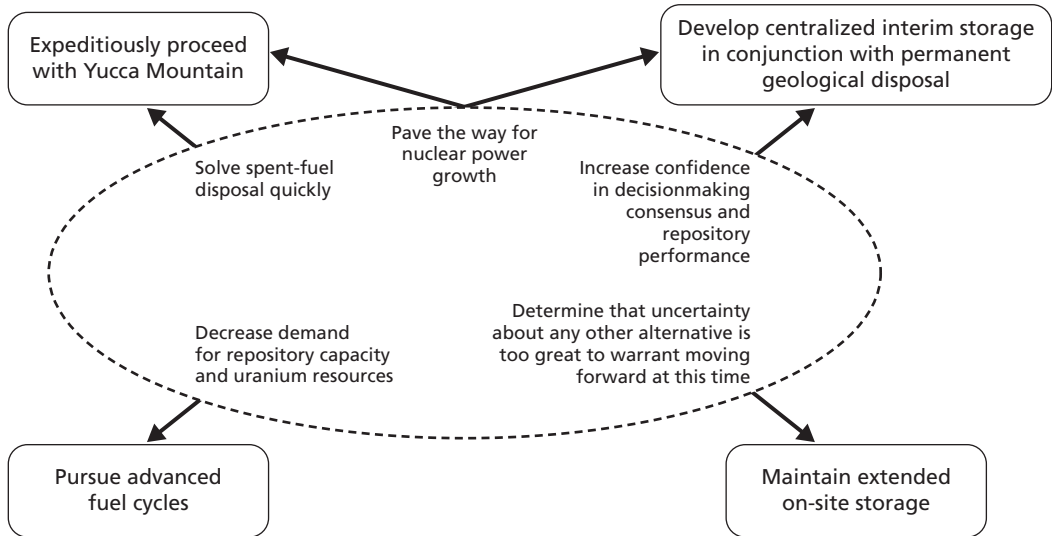 Expeditiously proceed
with Yucca Mountain
Develop centralized interim storage
in conjunction with permanent
geological disposal
Pave the way for
nuclear power
growth
Solve spent-fuel
disposal quickly
Increase confidence
in decisionmaking
consensus and
repository
performance
Decrease demand
for repository capacity
and uranium resources
Determine that uncertainty
about any other alternative is
too great to warrant moving
forward at this time
Pursue advanced
fuel cycles
Maintain extended
on-site storage